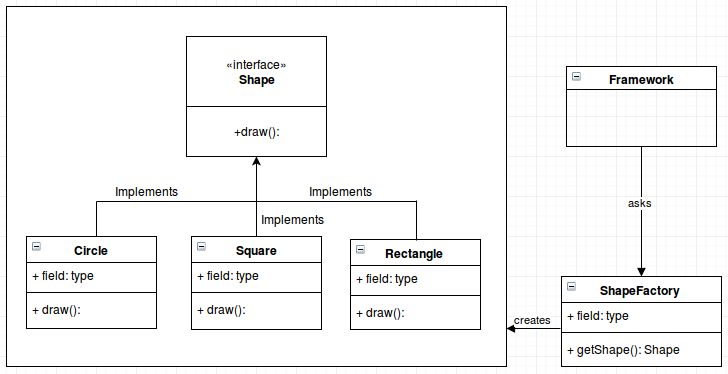 «interface»
Shape
+draw():
Implements
Implements
Implements
Circle
+ field: type
+ draw():
Square
+ field: type
+ draw():
Rectangle
+ field: type
+ draw():
Framework
asks
ShapeFactory
+ field: type
+ getShape(): Shape
creates